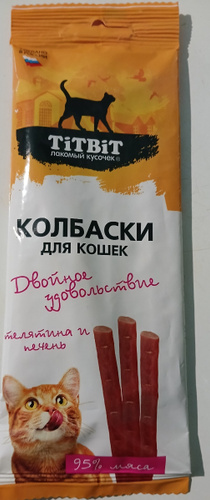 TiTBiT
лакомый кусочек®
КОЛБАСКИ
ДЛЯ КОШЕК
Двойное
удовольствие
телятина и
печень
95% мяса